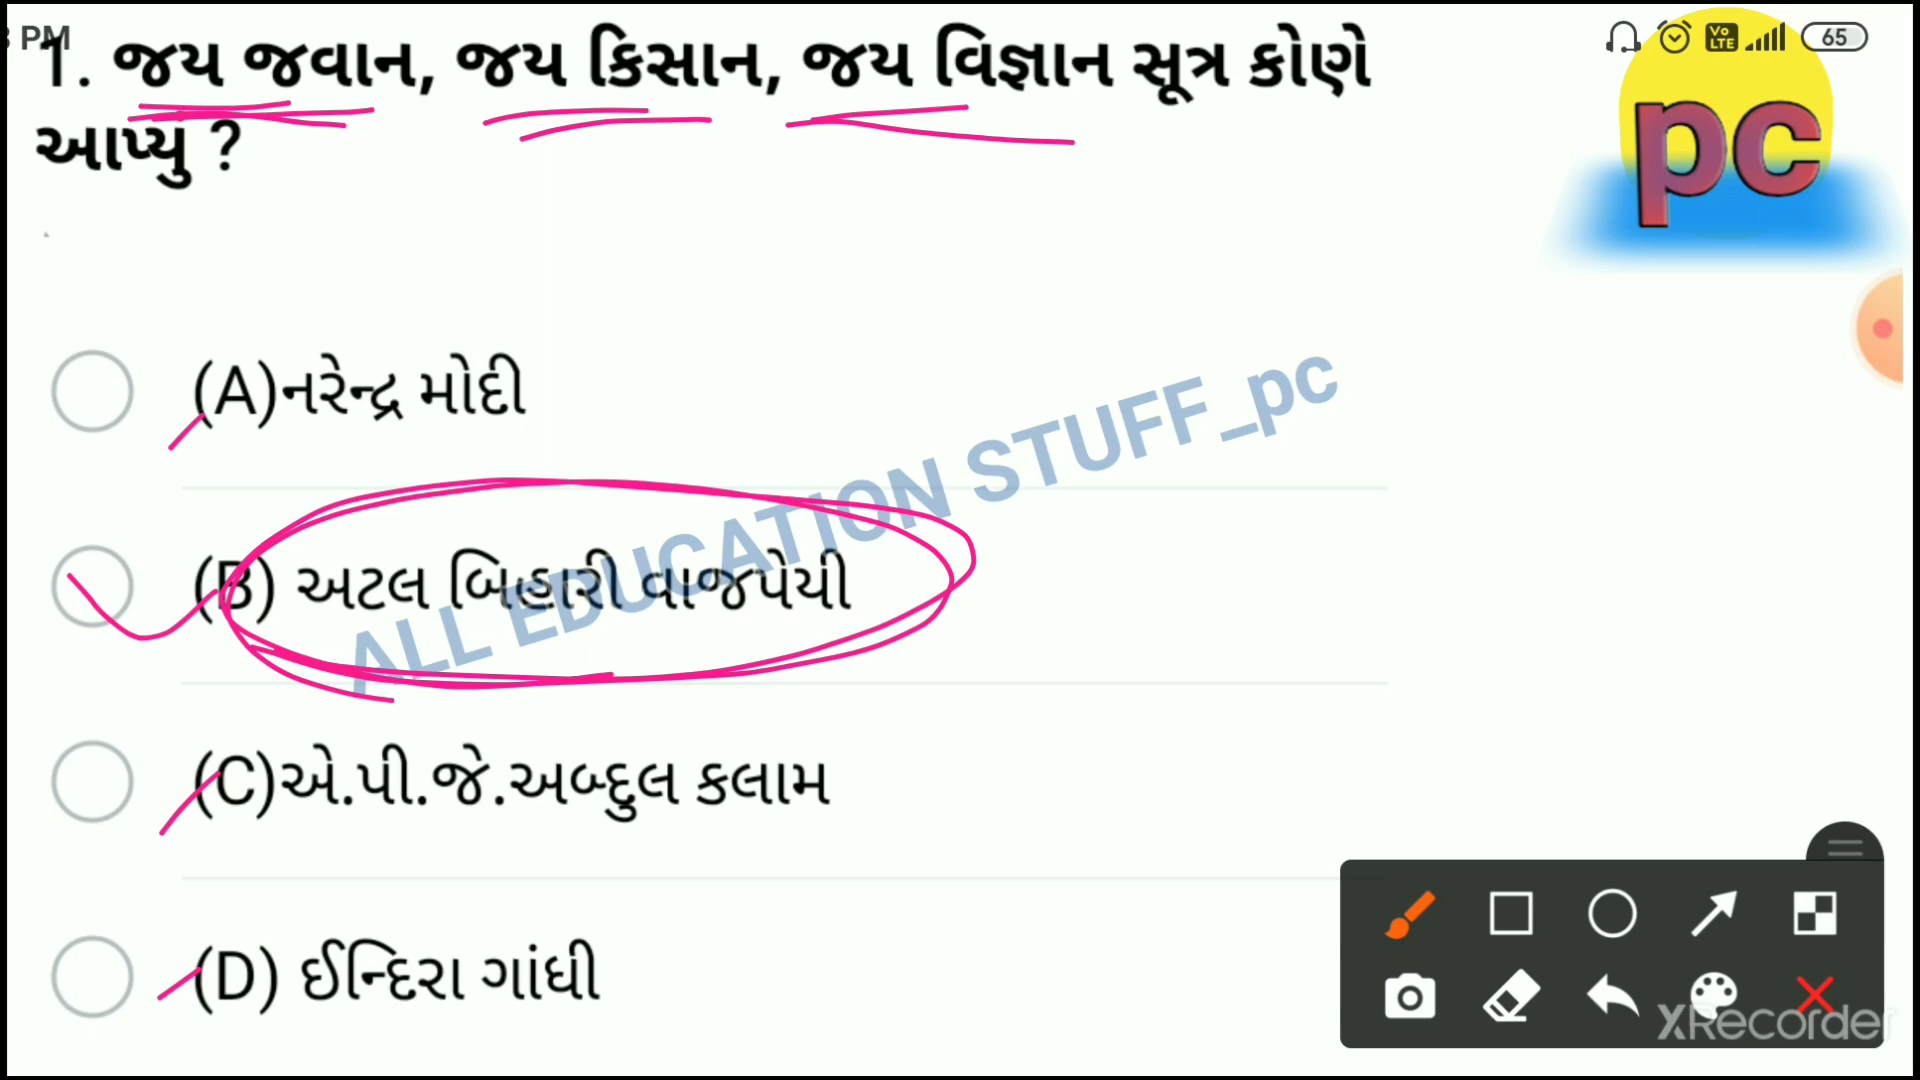 PM
VoLTE 65
1. જય જવાન, જય કિસાન, જય વિજ્ઞાન સૂત્ર કોણે
આપ્યુ ?
pc
(A)નરેન્દ્ર મોદી
(B) અટલ બિહારી વાજપેયી
ALL EDUCATION STUFF_pc
(C)એ.પી.જે.અબ્દુલ કલામ
(D) ઈન્દિરા ગાંધી
XRecorder